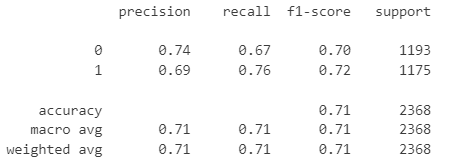 precision recall f1-score support
0 0.74 0.67 0.70 1193
1 0.69 0.76 0.72 1175
accuracy 0.71 2368
macro avg 0.71 0.71 0.71 2368
weighted avg 0.71 0.71 0.71 2368